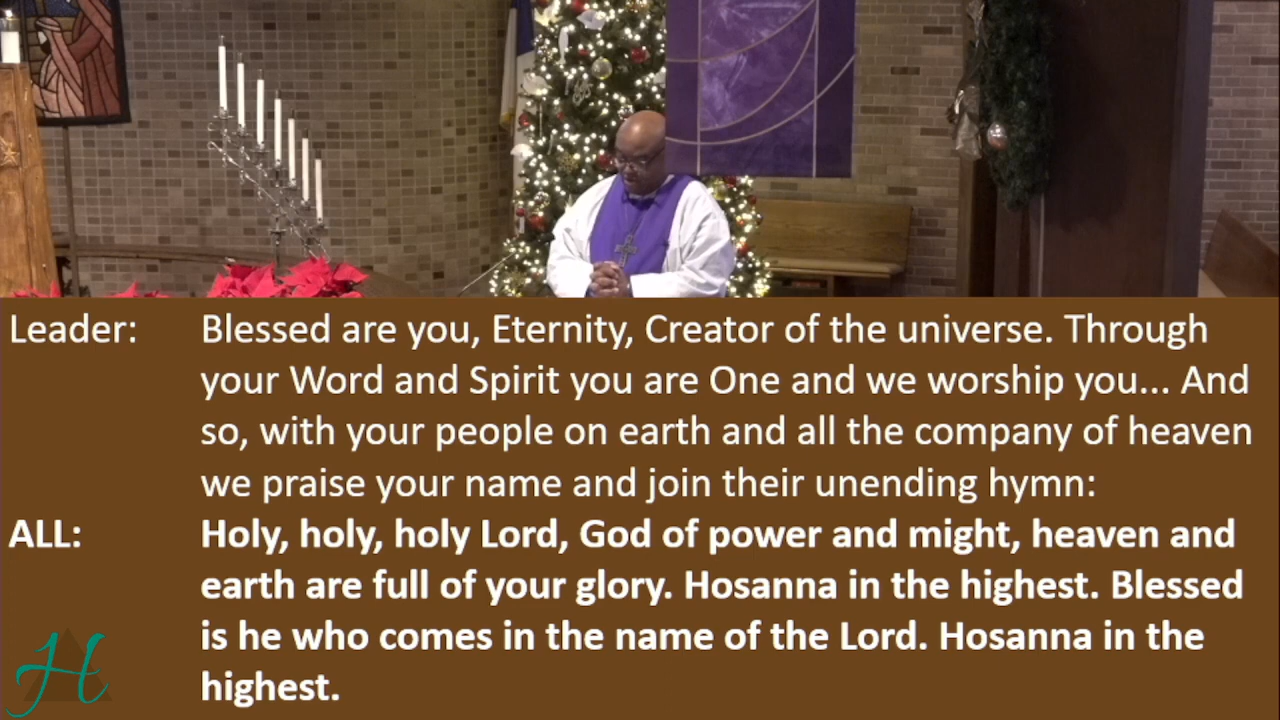 Leader: Blessed are you, Eternity, Creator of the universe. Through
your Word and Spirit you are One and we worship you... And
so, with your people on earth and all the company of heaven
we praise your name and join their unending hymn:
ALL: Holy, holy, holy Lord, God of power and might, heaven and
earth are full of your glory. Hosanna in the highest. Blessed
is he who comes in the name of the Lord. Hosanna in the
highest.
H